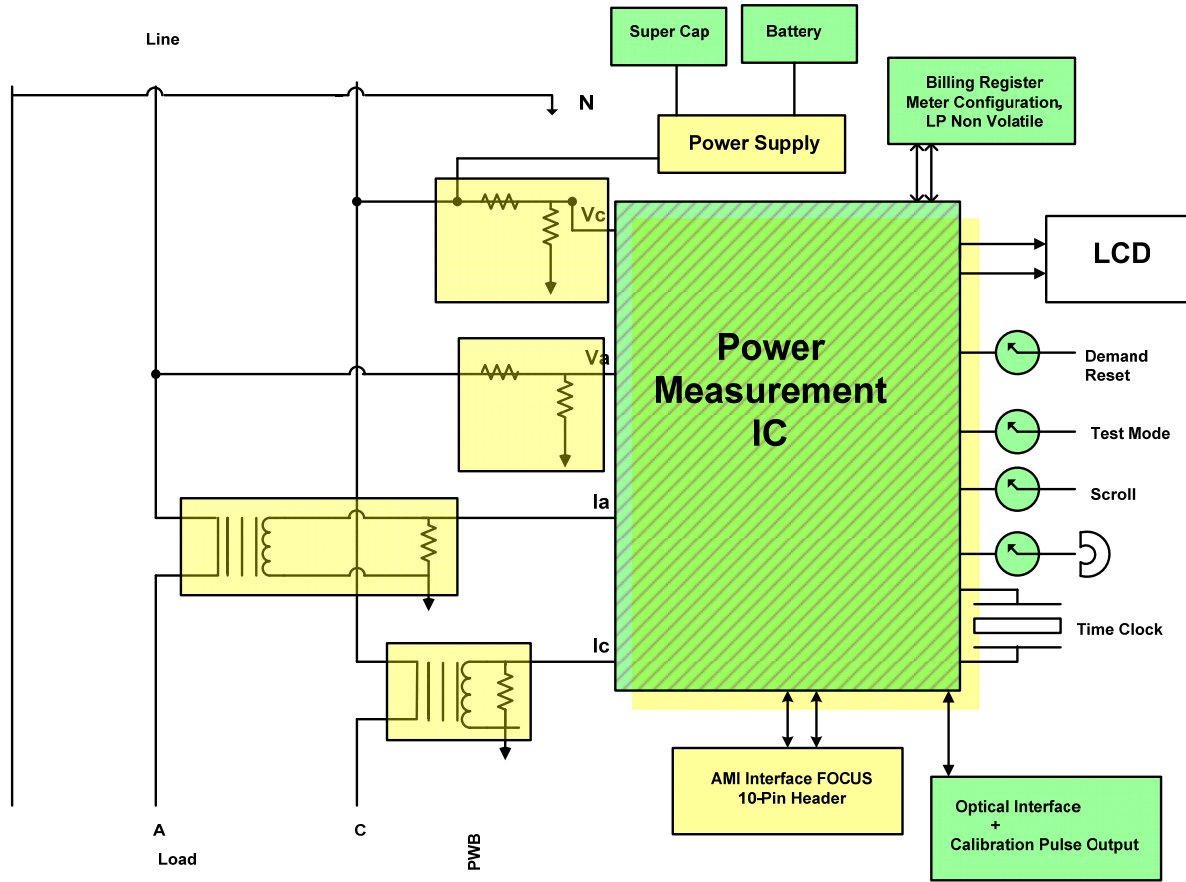 Line
Super Cap
Battery
Billing Register
Meter Configuration,
LP Non Volatile
N
Power Supply
Vc
LCD
Power
Measurement
IC
Va
Demand
Reset
Test Mode
Scroll
Ia
Time Clock
Ic
AMI Interface FOCUS
10-Pin Header
Optical Interface
+
Calibration Pulse Output
A
C
Load
PWB